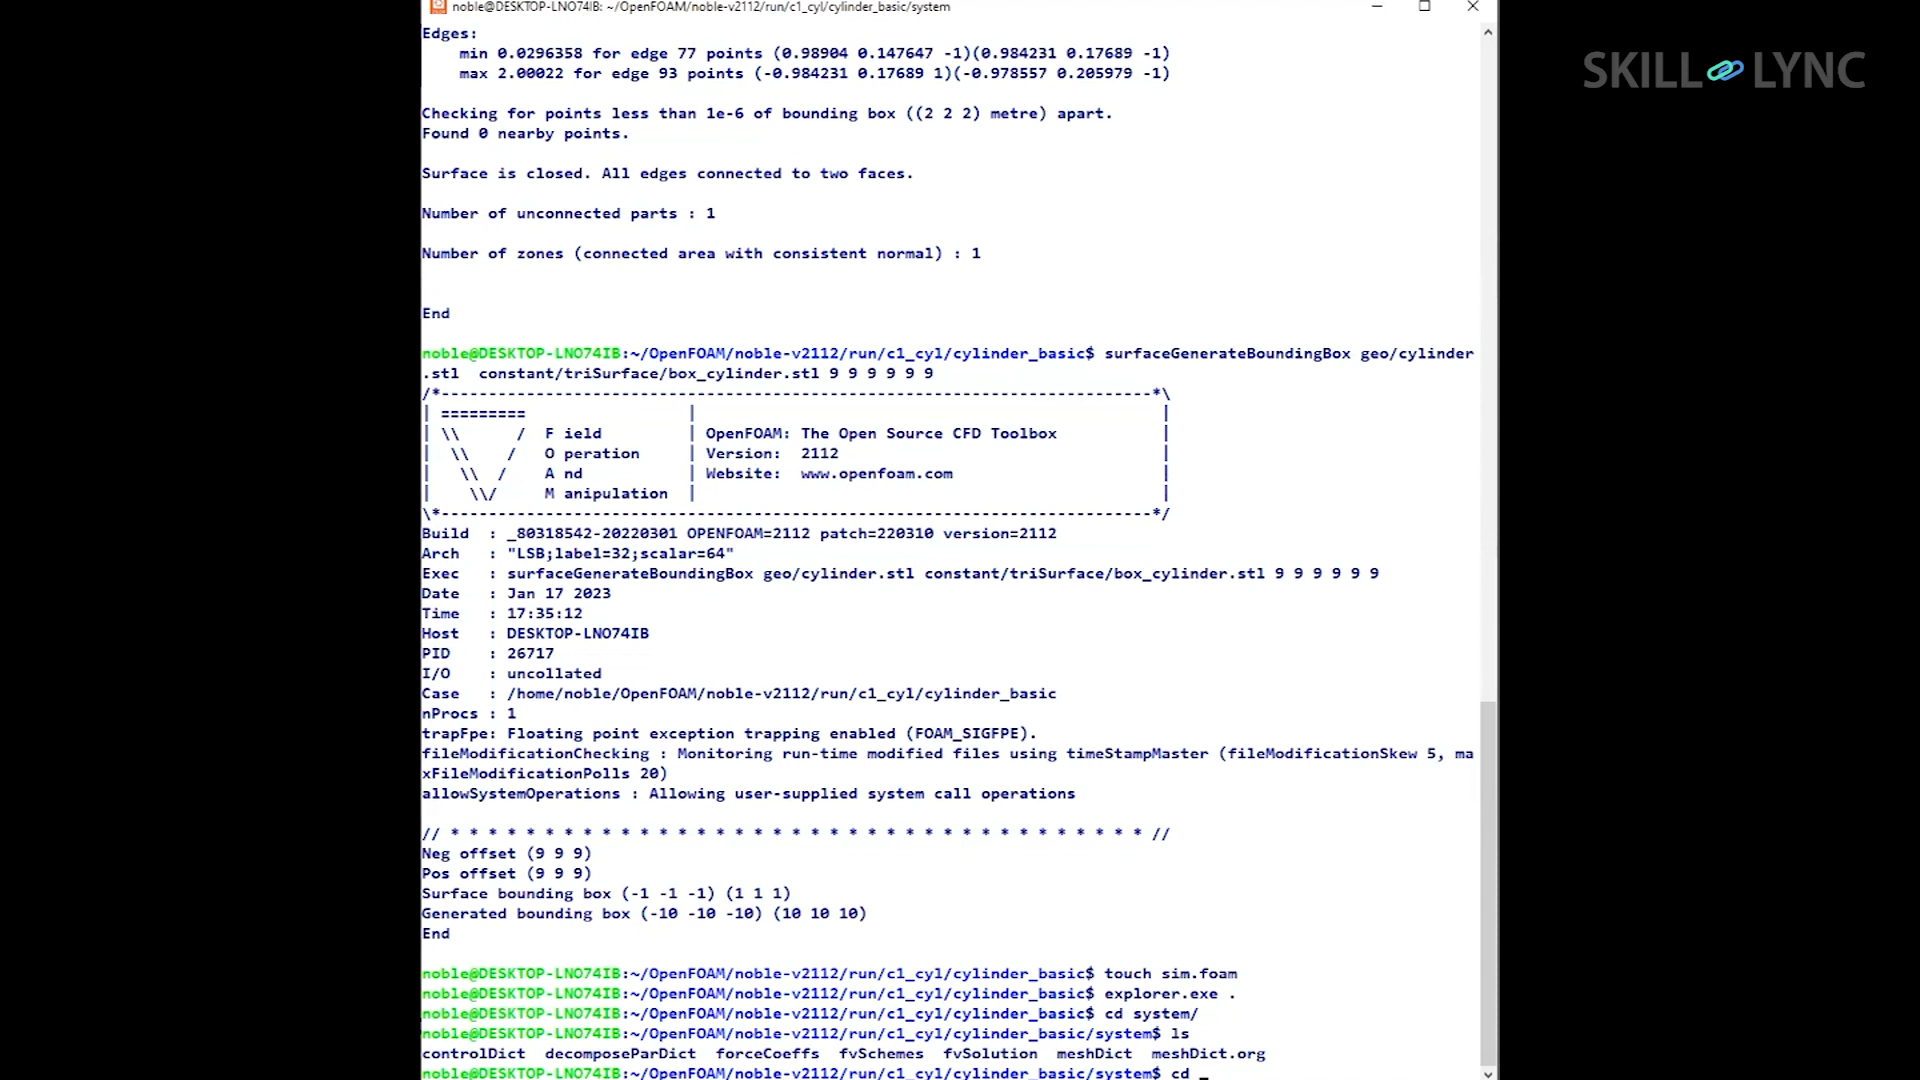 noble@DESKTOP-LNO74IB: ~/OpenFOAM/noble-v2112/run/c1_cyl/cylinder_basic/system
SKILL LYNC
Edges:
    min 0.0296358 for edge 77 points (0.98904 0.147647 -1)(0.984231 0.17689 -1)
    max 2.00022 for edge 93 points (-0.984231 0.17689 1)(-0.978557 0.205979 -1)
Checking for points less than 1e-6 of bounding box ((2 2 2) metre) apart.
Found 0 nearby points.
Surface is closed. All edges connected to two faces.
Number of unconnected parts : 1
Number of zones (connected area with consistent normal) : 1
End
noble@DESKTOP-LNO74IB:~/OpenFOAM/noble-v2112/run/c1_cyl/cylinder_basic$ surfaceGenerateBoundingBox geo/cylinder
.stl  constant/triSurface/box_cylinder.stl 9 9 9 9 9 9
/*---------------------------------------------------------------------------*\
| =========                 |                                                 |
| \\      /  F ield         | OpenFOAM: The Open Source CFD Toolbox           |
|  \\    /   O peration     | Version:  2112                                  |
|   \\  /    A nd           | Website:  www.openfoam.com                      |
|    \\/     M anipulation  |                                                 |
\*---------------------------------------------------------------------------*/
Build  : _80318542-20220301 OPENFOAM=2112 patch=220310 version=2112
Arch   : "LSB;label=32;scalar=64"
Exec   : surfaceGenerateBoundingBox geo/cylinder.stl constant/triSurface/box_cylinder.stl 9 9 9 9 9 9
Date   : Jan 17 2023
Time   : 17:35:12
Host   : DESKTOP-LNO74IB
PID    : 26717
I/O    : uncollated
Case   : /home/noble/OpenFOAM/noble-v2112/run/c1_cyl/cylinder_basic
nProcs : 1
trapFpe: Floating point exception trapping enabled (FOAM_SIGFPE).
fileModificationChecking : Monitoring run-time modified files using timeStampMaster (fileModificationSkew 5, ma
xFileModificationPolls 20)
allowSystemOperations : Allowing user-supplied system call operations
// * * * * * * * * * * * * * * * * * * * * * * * * * * * * * * * * * * * * * //
Neg offset (9 9 9)
Pos offset (9 9 9)
Surface bounding box (-1 -1 -1) (1 1 1)
Generated bounding box (-10 -10 -10) (10 10 10)
End
noble@DESKTOP-LNO74IB:~/OpenFOAM/noble-v2112/run/c1_cyl/cylinder_basic$ touch sim.foam
noble@DESKTOP-LNO74IB:~/OpenFOAM/noble-v2112/run/c1_cyl/cylinder_basic$ explorer.exe .
noble@DESKTOP-LNO74IB:~/OpenFOAM/noble-v2112/run/c1_cyl/cylinder_basic$ cd system/
noble@DESKTOP-LNO74IB:~/OpenFOAM/noble-v2112/run/c1_cyl/cylinder_basic/system$ ls
controlDict  decomposeParDict  forceCoeffs  fvSchemes  fvSolution  meshDict  meshDict.org
noble@DESKTOP-LNO74IB:~/OpenFOAM/noble-v2112/run/c1_cyl/cylinder_basic/system$ cd _